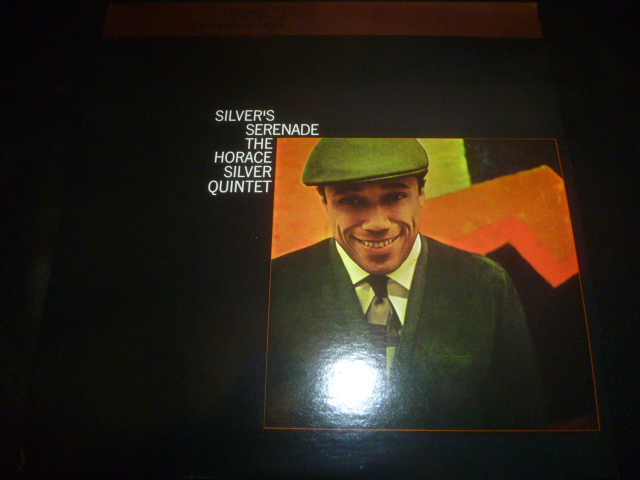 SILVER'S
SERENADE
THE
HORACE
SILVER
QUINTET